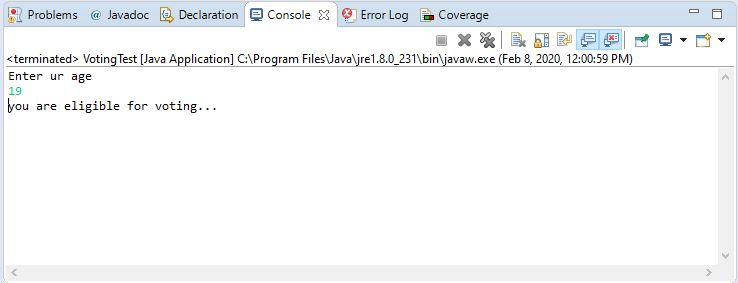 Problems @ Javadoc Declaration Console Error Log Coverage
<terminated> VotingTest [Java Application] C:\Program Files\Java\jre1.8.0_231\bin\javaw.exe (Feb 8, 2020, 12:00:59 PM)
Enter ur age
19
you are eligible for voting...